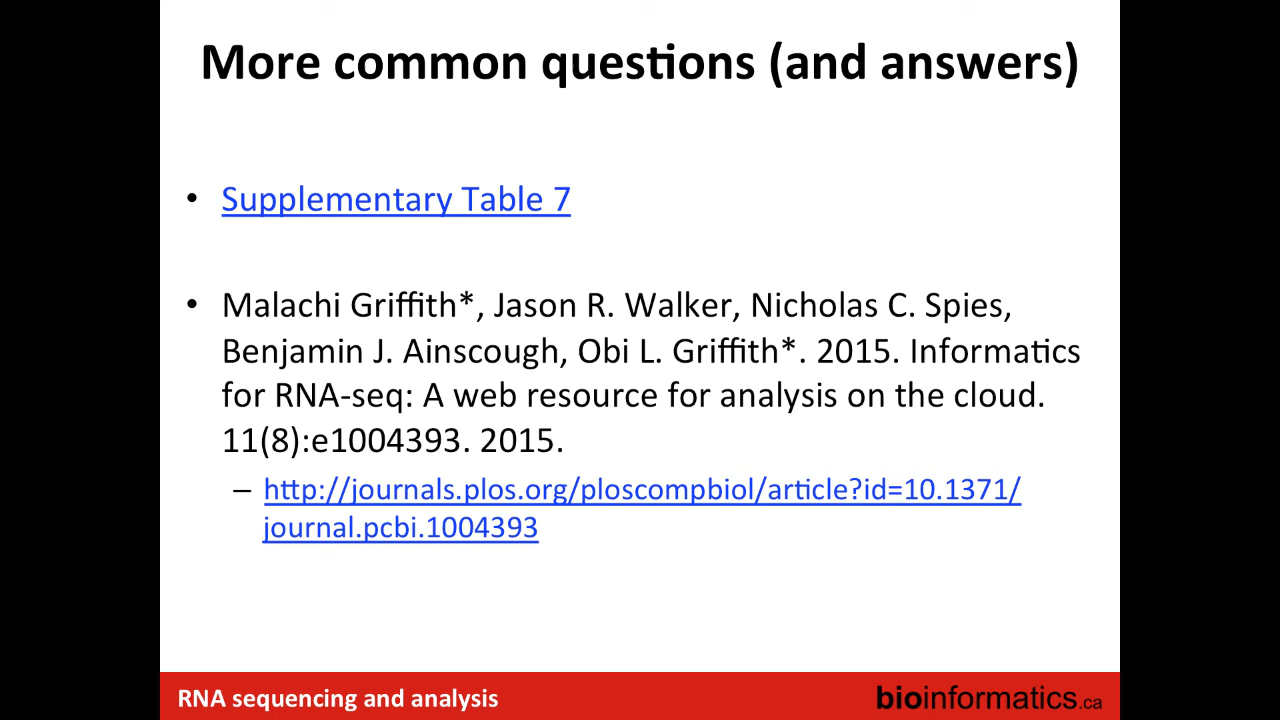 More common questions (and answers)
• Supplementary Table 7
• Malachi Griffith*, Jason R. Walker, Nicholas C. Spies,
Benjamin J. Ainscough, Obi L. Griffith*. 2015. Informatics
for RNA-seq: A web resource for analysis on the cloud.
11(8):e1004393. 2015.
– http://journals.plos.org/ploscompbiol/article?id=10.1371/
journal.pcbi.1004393
RNA sequencing and analysis
bioinformatics.ca